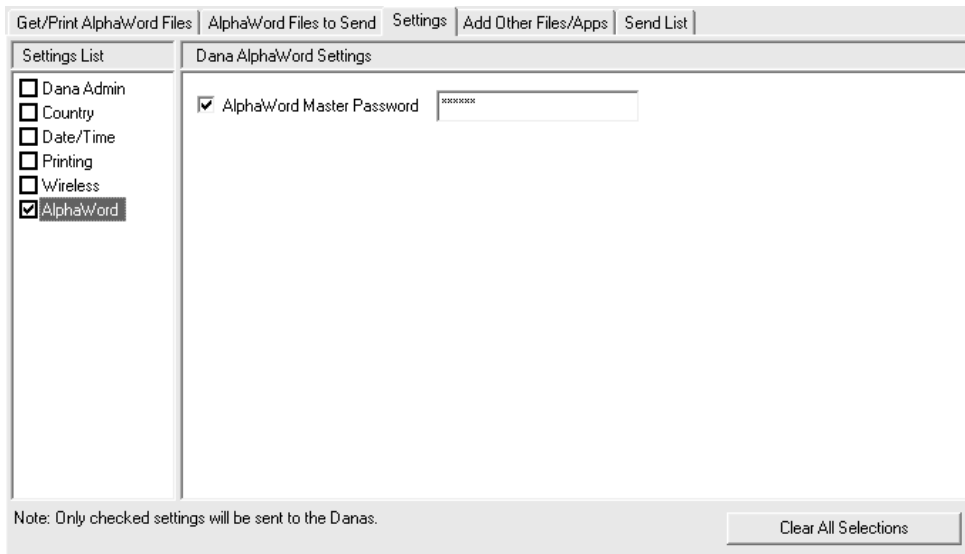 Get/Print AlphaWord Files AlphaWord Files to Send Settings Add Other Files/Apps Send List
Settings List Dana AlphaWord Settings
Dana Admin
Country
Date/Time
Printing
Wireless
AlphaWord
AlphaWord Master Password ××××××
Note: Only checked settings will be sent to the Danas.
Clear All Selections